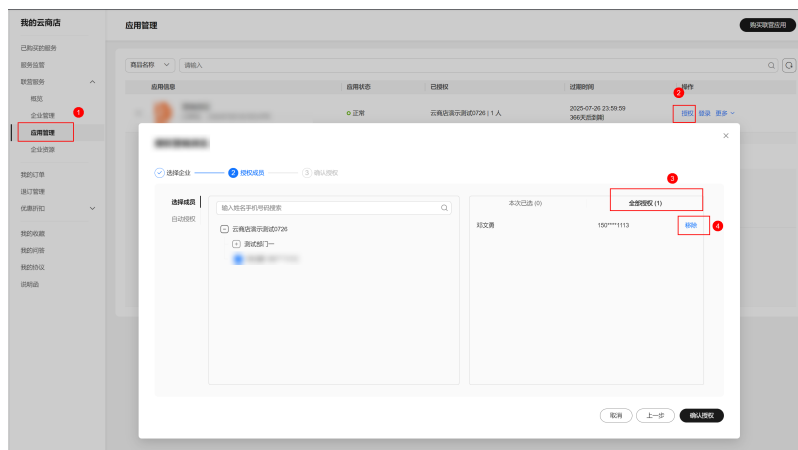 我的云商店
应用管理
购买联营应用
已购买的服务
服务监管
联营服务
概览
企业管理
1
应用管理
企业资源
我的订单
退订管理
优惠折扣
我的收藏
我的问答
我的协议
说明函
商品名称
请输入
应用信息
应用状态
已授权
过期时间
操作
2
正常
云商店演示测试0726 | 1 人
2025-07-26 23:59:59
366天后到期
授权 登录 更多
选择企业
2 授权成员
3 确认授权
3
选择成员
自动授权
输入姓名手机号码搜索
云商店演示测试0726
测试部门一
本次已选 (0)
全部授权 (1)
邓文勇
150****1113
移除
4
取消
上一步
确认授权